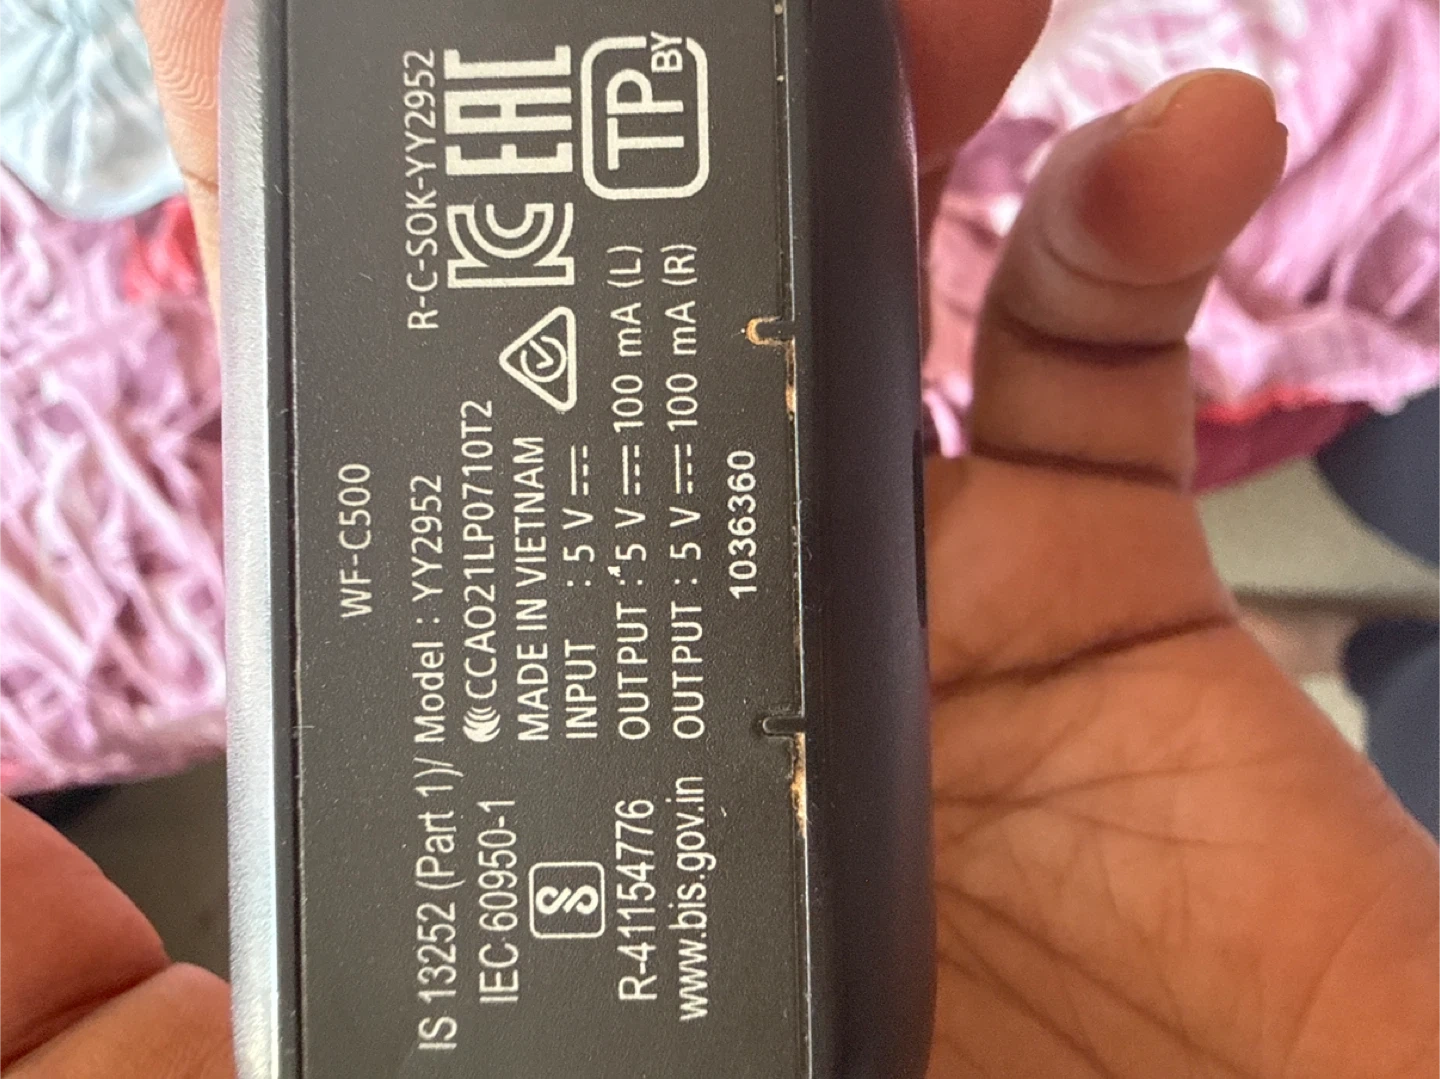 WF-C500
IS 13252 (Part 1)/ Model : YY2952
R-C-SOK-YY2952
IEC 60950-1
CCAO21LP0710T2
MADE IN VIETNAM
INPUT : 5 V ⎓
OUTPUT : 5 V ⎓ 100 mA (L)
OUTPUT : 5 V ⎓ 100 mA (R)
R-41154776
www.bis.gov.in
1036360
EAC
TP BY